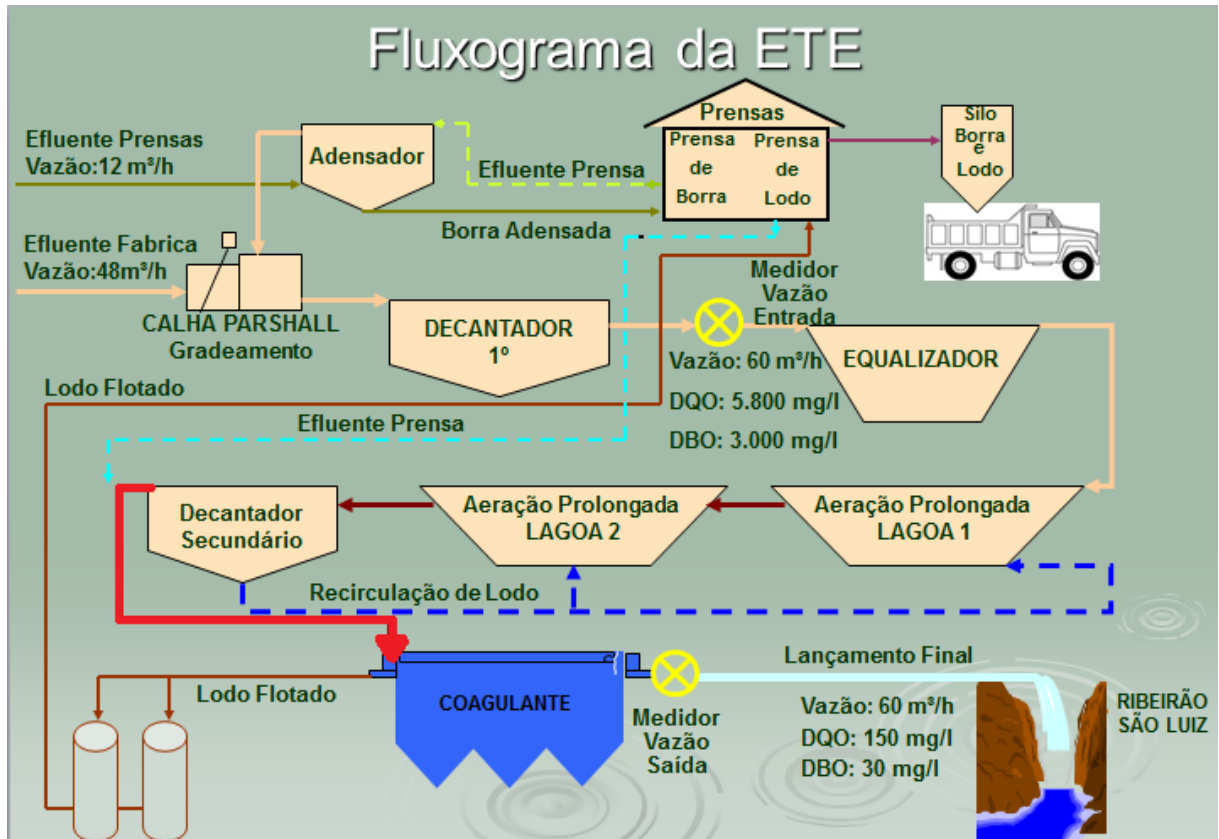 Fluxograma da ETE
Efluente Prensas
Vazão:12 m³/h
Adensador
Efluente Prensa
Prensas
Prensa
de
Borra
Prensa
de
Lodo
Silo
Borra
e
Lodo
Borra Adensada
Efluente Fabrica
Vazão:48m³/h
CALHA PARSHALL
Gradeamento
DECANTADOR
1º
Medidor
Vazão
Entrada
Vazão: 60 m³/h
DQO: 5.800 mg/l
DBO: 3.000 mg/l
EQUALIZADOR
Lodo Flotado
Efluente Prensa
Decantador
Secundário
Aeração Prolongada
LAGOA 2
Aeração Prolongada
LAGOA 1
Recirculação de Lodo
Lodo Flotado
COAGULANTE
Medidor
Vazão
Saída
Lançamento Final
Vazão: 60 m³/h
DQO: 150 mg/l
DBO: 30 mg/l
RIBEIRÃO
SÃO LUIZ